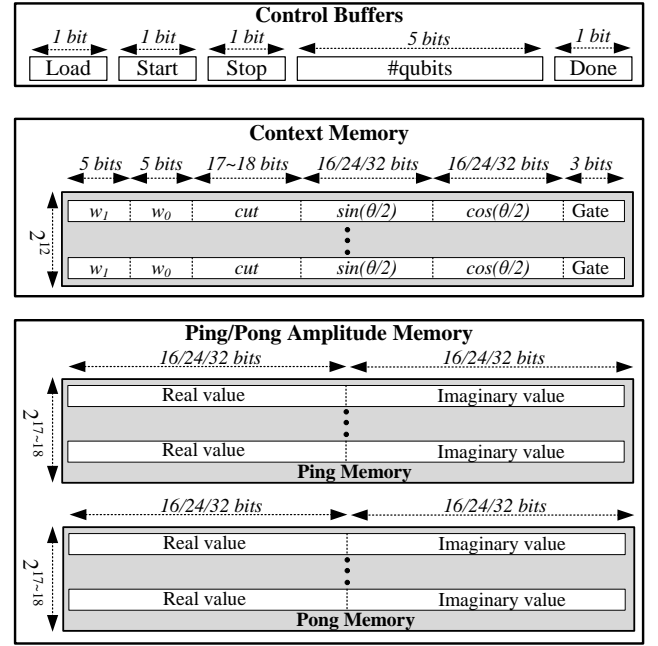 Control Buffers
1 bit 1 bit 1 bit 5 bits 1 bit
Load Start Stop #qubits Done
Context Memory
5 bits 5 bits 17~18 bits 16/24/32 bits 16/24/32 bits 3 bits
2^12
w₁ w₀ cut sin(θ/2) cos(θ/2) Gate
w₁ w₀ cut sin(θ/2) cos(θ/2) Gate
Ping/Pong Amplitude Memory
16/24/32 bits 16/24/32 bits
2^17~18
Real value Imaginary value
Real value Imaginary value
Ping Memory
16/24/32 bits 16/24/32 bits
2^17~18
Real value Imaginary value
Real value Imaginary value
Pong Memory